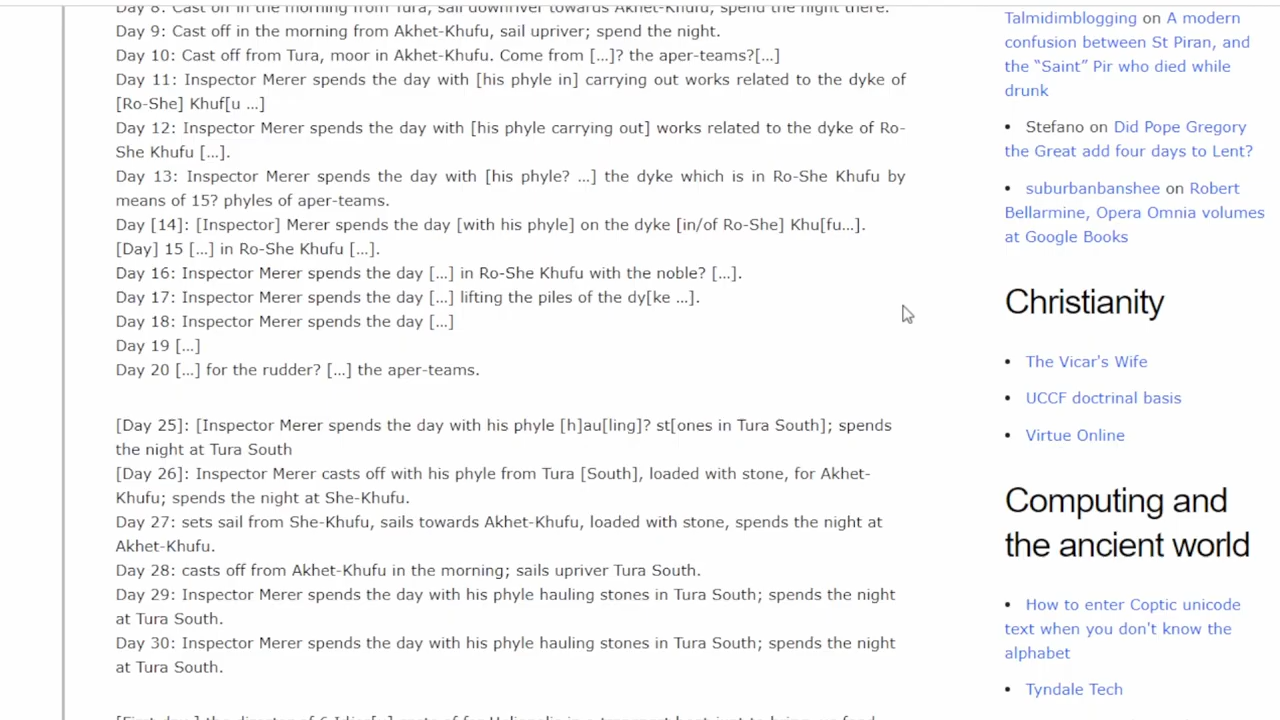 Day 8: Cast off in the morning from Tura, sail downriver towards Akhet-Khufu, spend the night there.
Day 9: Cast off in the morning from Akhet-Khufu, sail upriver; spend the night.
Day 10: Cast off from Tura, moor in Akhet-Khufu. Come from [...]? the aper-teams?[...]
Day 11: Inspector Merer spends the day with [his phyle in] carrying out works related to the dyke of
[Ro-She] Khuf[u ...]
Day 12: Inspector Merer spends the day with [his phyle carrying out] works related to the dyke of Ro-
She Khufu [...].
Day 13: Inspector Merer spends the day with [his phyle? ...] the dyke which is in Ro-She Khufu by
means of 15? phyles of aper-teams.
Day [14]: [Inspector] Merer spends the day [with his phyle] on the dyke [in/of Ro-She] Khu[fu...].
[Day] 15 [...] in Ro-She Khufu [...].
Day 16: Inspector Merer spends the day [...] in Ro-She Khufu with the noble? [...].
Day 17: Inspector Merer spends the day [...] lifting the piles of the dy[ke ...].
Day 18: Inspector Merer spends the day [...]
Day 19 [...]
Day 20 [...] for the rudder? [...] the aper-teams.
[Day 25]: [Inspector Merer spends the day with his phyle [h]au[ling]? st[ones in Tura South]; spends
the night at Tura South
[Day 26]: Inspector Merer casts off with his phyle from Tura [South], loaded with stone, for Akhet-
Khufu; spends the night at She-Khufu.
Day 27: sets sail from She-Khufu, sails towards Akhet-Khufu, loaded with stone, spends the night at
Akhet-Khufu.
Day 28: casts off from Akhet-Khufu in the morning; sails upriver Tura South.
Day 29: Inspector Merer spends the day with his phyle hauling stones in Tura South; spends the night
at Tura South.
Day 30: Inspector Merer spends the day with his phyle hauling stones in Tura South; spends the night
at Tura South.
Talmidimblogging on A modern
confusion between St Piran, and
the “Saint” Pir who died while
drunk
• Stefano on Did Pope Gregory
the Great add four days to Lent?
• suburbanbanshee on Robert
Bellarmine, Opera Omnia volumes
at Google Books
Christianity
• The Vicar's Wife
• UCCF doctrinal basis
• Virtue Online
Computing and
the ancient world
• How to enter Coptic unicode
text when you don't know the
alphabet
• Tyndale Tech